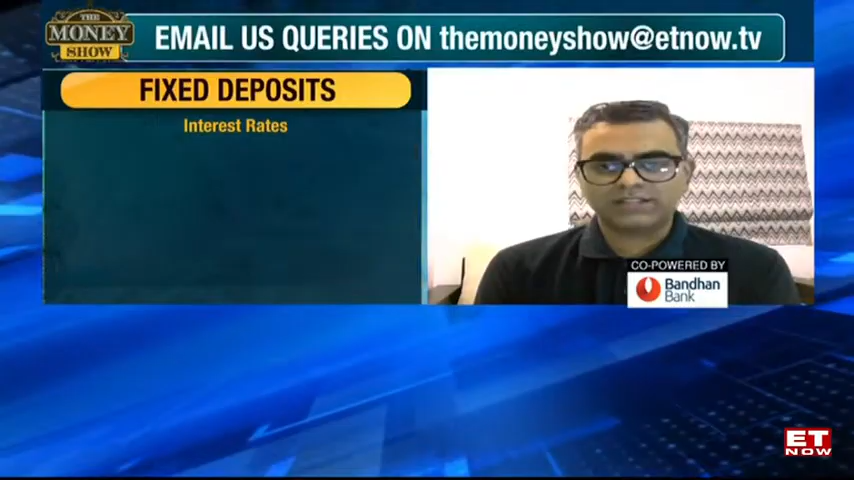 THE
MONEY
SHOW
EMAIL US QUERIES ON themoneyshow@etnow.tv
FIXED DEPOSITS
Interest Rates
CO-POWERED BY
Bandhan
Bank
ET
NOW